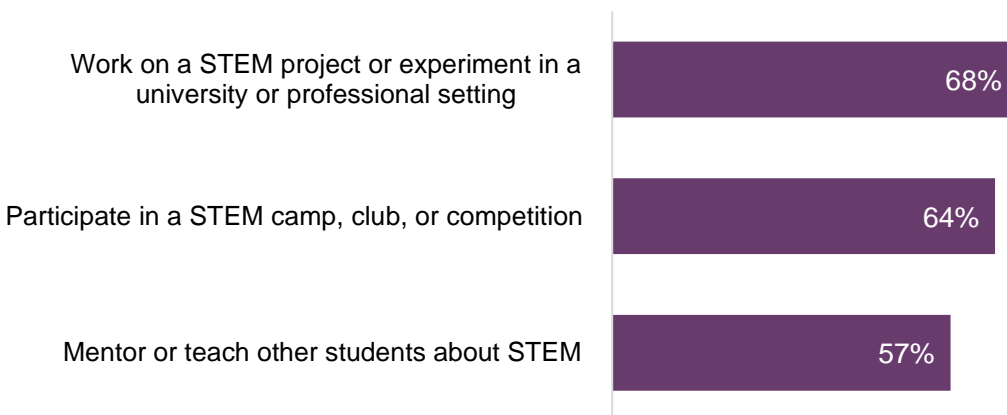 Work on a STEM project or experiment in a
university or professional setting
68%
Participate in a STEM camp, club, or competition
64%
Mentor or teach other students about STEM
57%